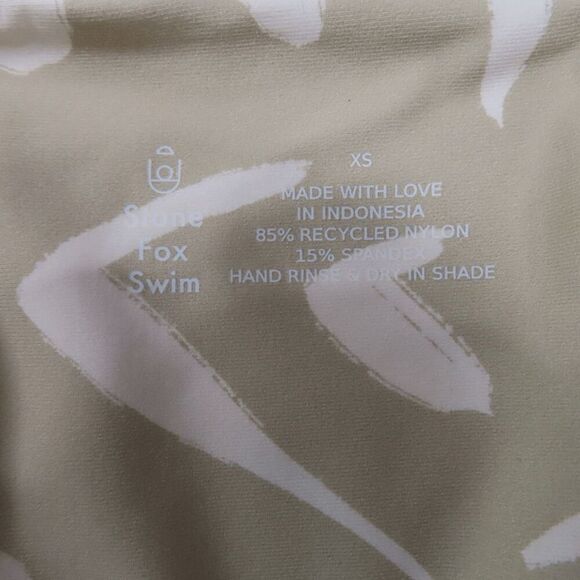 Stone
Fox
Swim
XS
MADE WITH LOVE
IN INDONESIA
85% RECYCLED NYLON
15% SPANDEX
HAND RINSE & DRY IN SHADE